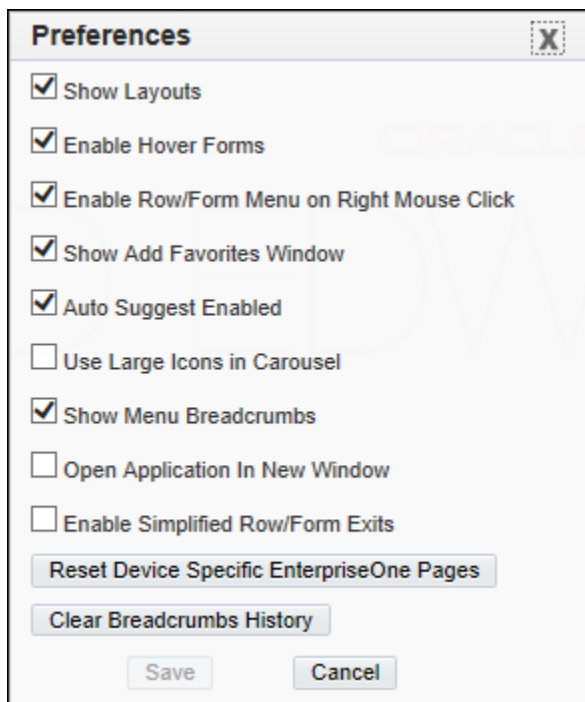 Preferences
X
Show Layouts
Enable Hover Forms
Enable Row/Form Menu on Right Mouse Click
Show Add Favorites Window
Auto Suggest Enabled
Use Large Icons in Carousel
Show Menu Breadcrumbs
Open Application In New Window
Enable Simplified Row/Form Exits
Reset Device Specific EnterpriseOne Pages
Clear Breadcrumbs History
Save Cancel